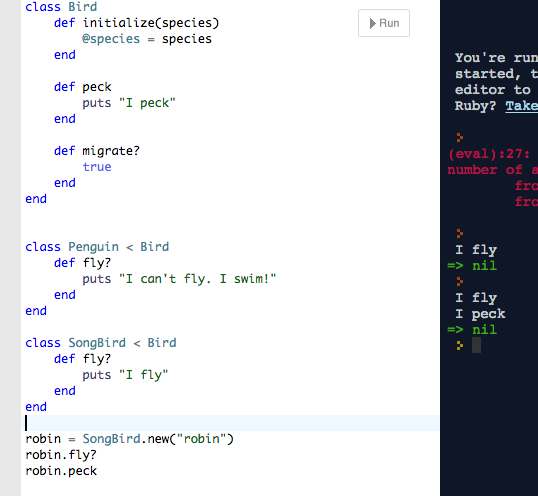 class Bird
def initialize(species)
@species = species
end
def peck
puts "I peck"
end
def migrate?
true
end
end
class Penguin < Bird
def fly?
puts "I can't fly. I swim!"
end
end
class SongBird < Bird
def fly?
puts "I fly"
end
end
robin = SongBird.new("robin")
robin.fly?
robin.peck
Run
You're run
started, t
editor to
Ruby? Take
(eval):27:
number of a
fro
fro
I fly
=> nil
I fly
I peck
=> nil